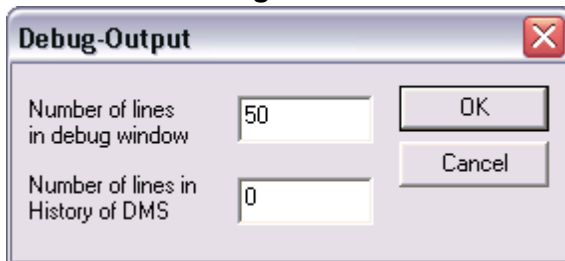 Debug-Output
Number of lines
in debug window
50
OK
Cancel
Number of lines in
History of DMS
0